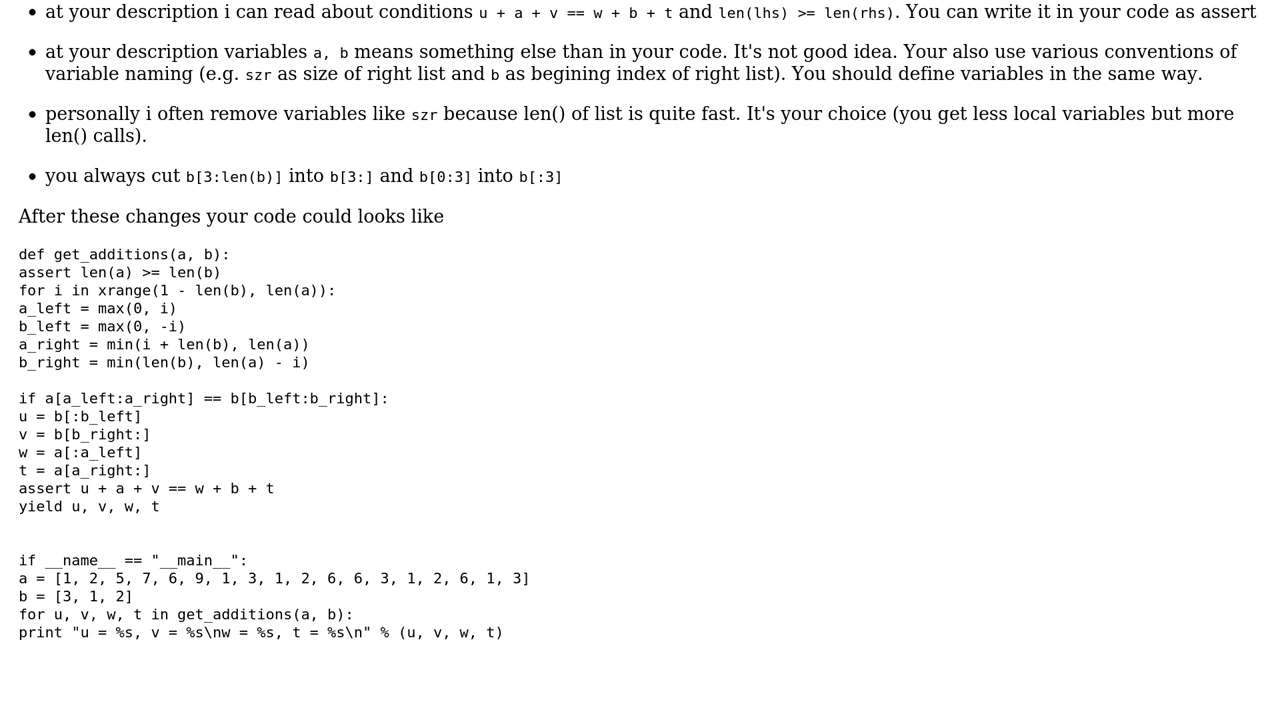 • at your description i can read about conditions u + a + v == w + b + t and len(lhs) >= len(rhs). You can write it in your code as assert
• at your description variables a, b means something else than in your code. It's not good idea. Your also use various conventions of
variable naming (e.g. szr as size of right list and b as begining index of right list). You should define variables in the same way.
• personally i often remove variables like szr because len() of list is quite fast. It's your choice (you get less local variables but more
len() calls).
• you always cut b[3:len(b)] into b[3:] and b[0:3] into b[:3]
After these changes your code could looks like
def get_additions(a, b):
assert len(a) >= len(b)
for i in xrange(1 - len(b), len(a)):
a_left = max(0, i)
b_left = max(0, -i)
a_right = min(i + len(b), len(a))
b_right = min(len(b), len(a) - i)
if a[a_left:a_right] == b[b_left:b_right]:
u = b[:b_left]
v = b[b_right:]
w = a[:a_left]
t = a[a_right:]
assert u + a + v == w + b + t
yield u, v, w, t
if __name__ == "__main__":
a = [1, 2, 5, 7, 6, 9, 1, 3, 1, 2, 6, 6, 3, 1, 2, 6, 1, 3]
b = [3, 1, 2]
for u, v, w, t in get_additions(a, b):
print "u = %s, v = %s\nw = %s, t = %s\n" % (u, v, w, t)